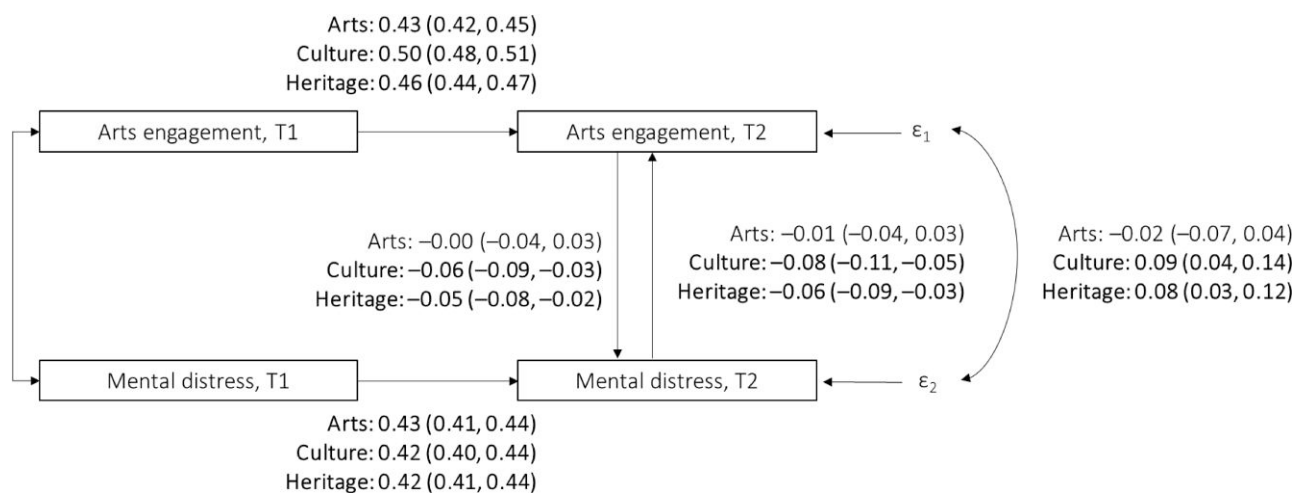 Arts: 0.43 (0.42, 0.45)
Culture: 0.50 (0.48, 0.51)
Heritage: 0.46 (0.44, 0.47)
Arts engagement, T1
Arts engagement, T2
ε₁
Arts: –0.00 (–0.04, 0.03)
Culture: –0.06 (–0.09, –0.03)
Heritage: –0.05 (–0.08, –0.02)
Arts: –0.01 (–0.04, 0.03)
Culture: –0.08 (–0.11, –0.05)
Heritage: –0.06 (–0.09, –0.03)
Arts: –0.02 (–0.07, 0.04)
Culture: 0.09 (0.04, 0.14)
Heritage: 0.08 (0.03, 0.12)
Mental distress, T1
Mental distress, T2
ε₂
Arts: 0.43 (0.41, 0.44)
Culture: 0.42 (0.40, 0.44)
Heritage: 0.42 (0.41, 0.44)